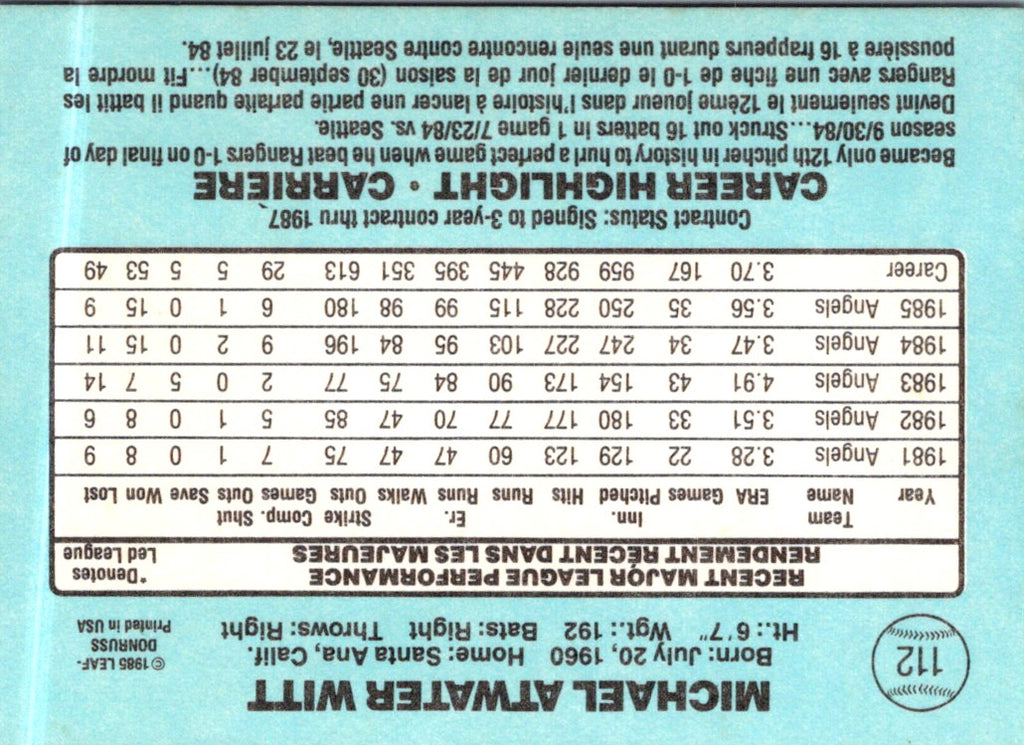 112
MICHAEL ATWATER WITT
Born: July 20, 1960 Home: Santa Ana, Calif.
Ht.: 6'7" Wgt.: 192 Bats: Right Throws: Right
©1985 LEAF-
DONRUSS
Printed in USA
RECENT MAJOR LEAGUE PERFORMANCE
RENDEMENT RÉCENT DANS LES MAJEURES
*Denotes
Led League
Team Inn. Er. Strike Comp. Shut
Year Name ERA Games Pitched Hits Runs Runs Walks Outs Games Outs Save Won Lost
1981 Angels 3.28 22 129 123 60 47 47 75 7 1 0 8 9
1982 Angels 3.51 33 180 177 77 70 47 85 5 1 0 8 6
1983 Angels 4.91 43 154 173 90 84 75 77 2 0 5 7 14
1984 Angels 3.47 34 247 227 103 95 84 196 9 2 0 15 11
1985 Angels 3.56 35 250 228 115 99 98 180 6 1 0 15 9
Career 3.70 167 959 928 445 395 351 613 29 5 5 53 49
Contract Status: Signed to 3-year contract thru 1987
CAREER HIGHLIGHT • CARRIERE
Became only 12th pitcher in history to hurl a perfect game when he beat Rangers 1-0 on final day of
season 9/30/84...Struck out 16 batters in 1 game 7/23/84 vs. Seattle.
Devint seulement le 12ème joueur dans l'histoire à lancer une partie parfaite quand il battit les
Rangers avec une fiche de 1-0 le dernier jour de la saison (30 september 84)...Fit mordre la
poussière à 16 frappeurs durant une seule rencontre contre Seattle, le 23 juillet 84.